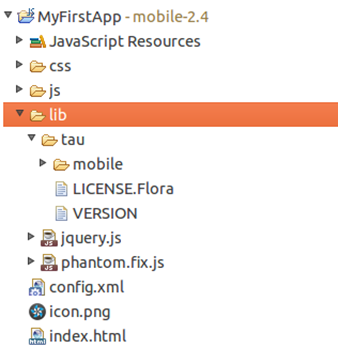 MyFirstApp - mobile-2.4
JavaScript Resources
css
js
lib
tau
mobile
LICENSE.Flora
VERSION
jquery.js
phantom.fix.js
config.xml
icon.png
index.html